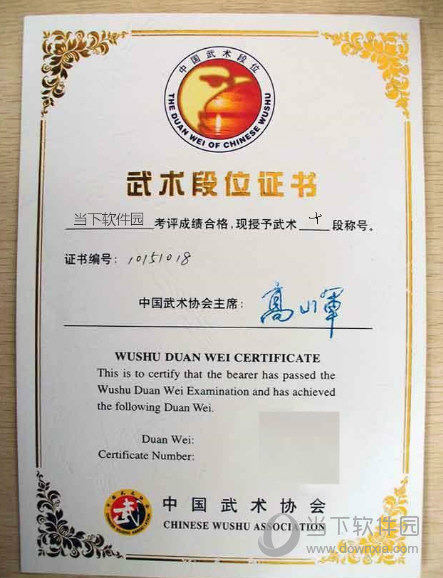 中国武术段位
THE DUAN WEI OF CHINESE WUSHU
武术段位证书
当下软件园考评成绩合格,现授予武术十段称号。
证书编号:10151018
中国武术协会主席:高小軍
WUSHU DUAN WEI CERTIFICATE
This is to certify that the bearer has passed the
Wushu Duan Wei Examination and has achieved
the following Duan Wei.
Duan Wei:
Certificate Number:
武
中国武术协会
CHINESE WUSHU ASSOCIATION
当下软件园
www.downxia.com